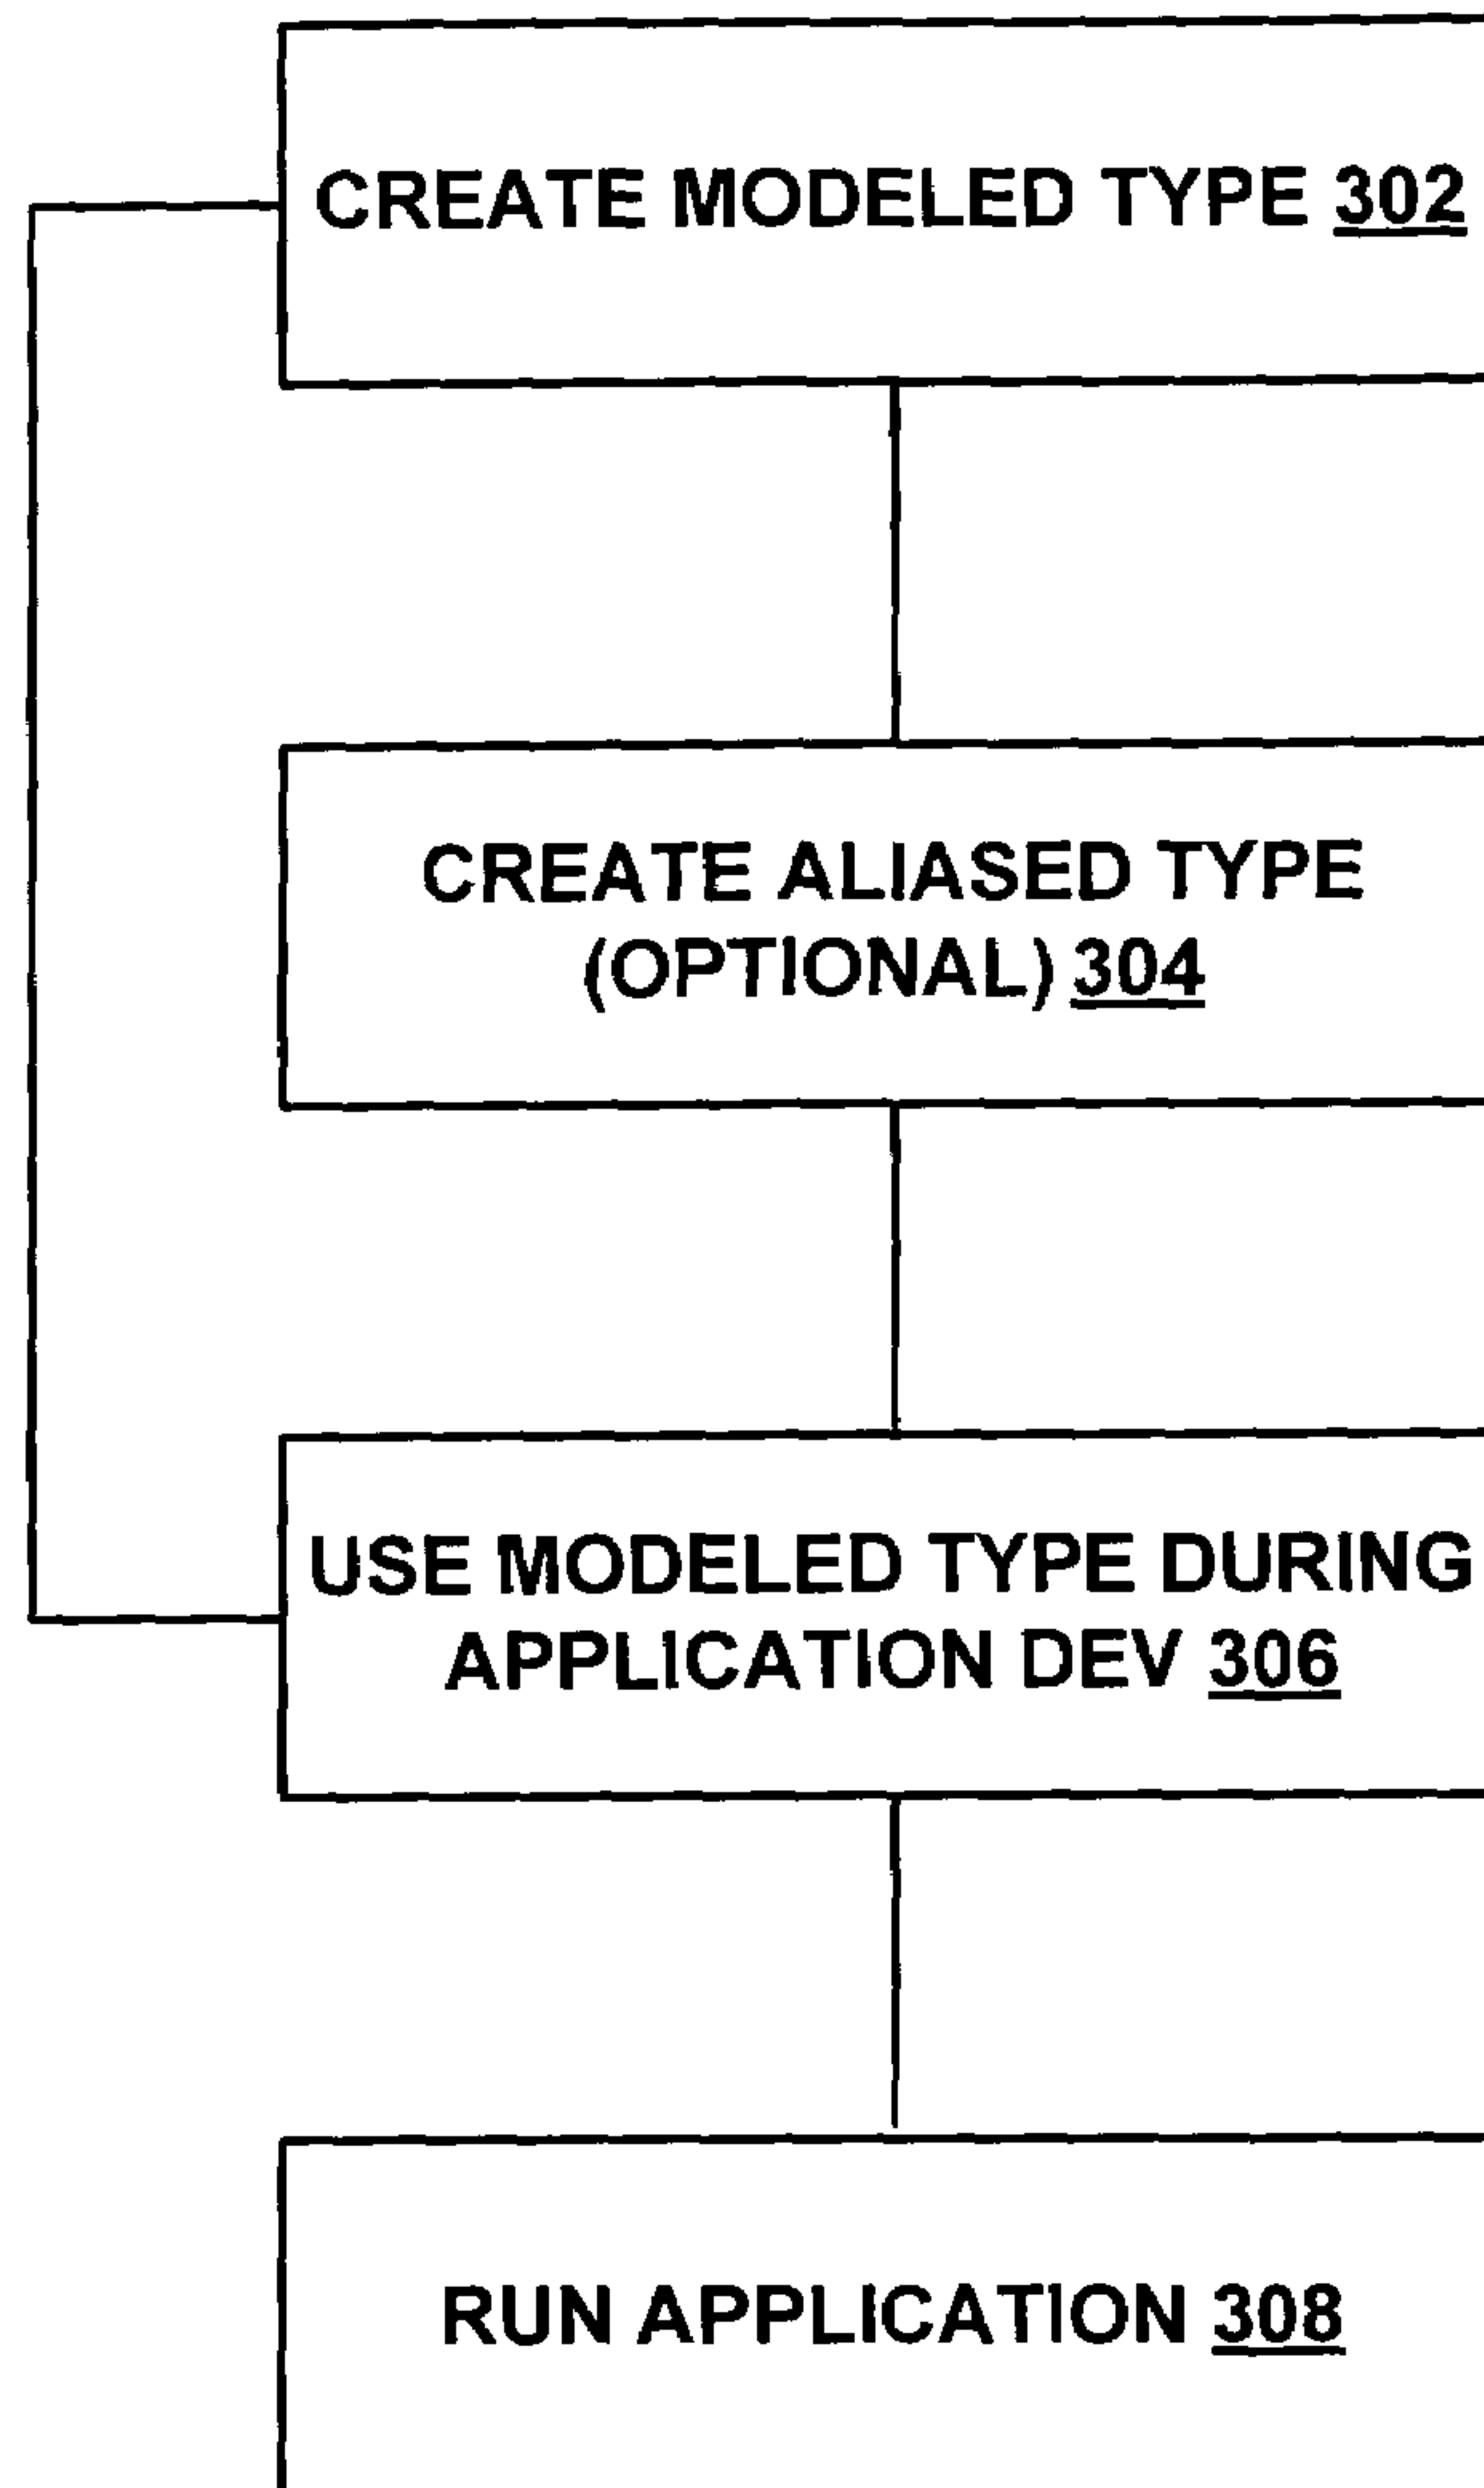 CREATE MODELED TYPE 302
CREATE ALIASED TYPE
(OPTIONAL) 304
USE MODELED TYPE DURING
APPLICATION DEV 306
RUN APPLICATION 308